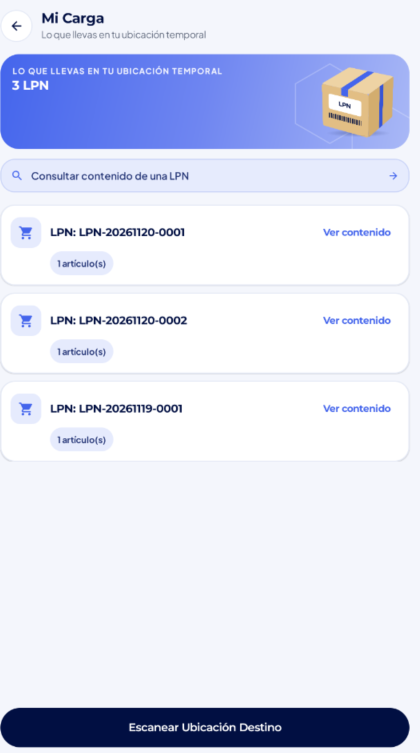 Mi Carga
Lo que llevas en tu ubicación temporal
LO QUE LLEVAS EN TU UBICACIÓN TEMPORAL
3 LPN
LPN
Consultar contenido de una LPN
LPN: LPN-20261120-0001
Ver contenido
1 artículo(s)
LPN: LPN-20261120-0002
Ver contenido
1 artículo(s)
LPN: LPN-20261119-0001
Ver contenido
1 artículo(s)
Escanear Ubicación Destino